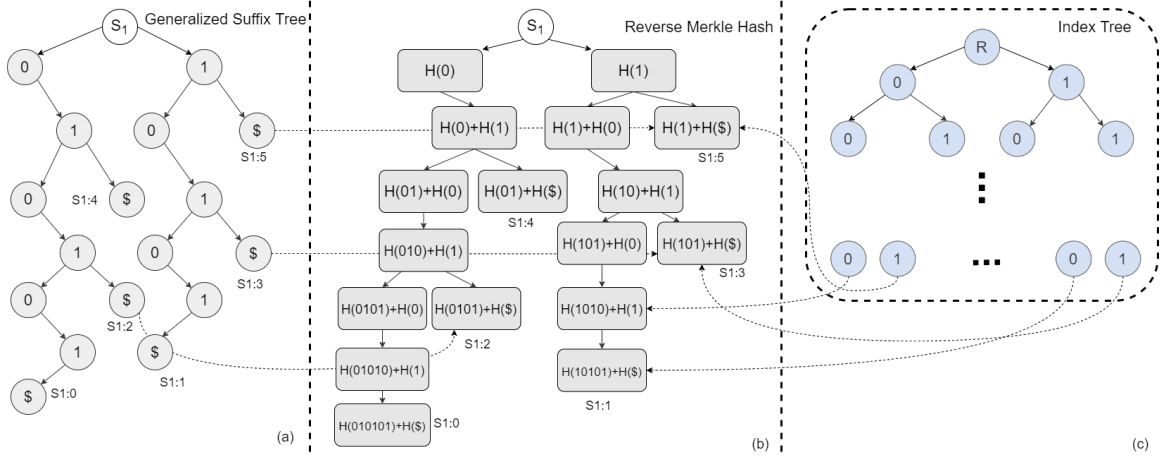 Generalized Suffix Tree
S1
0
1
1
0
$
S1:5
0
S1:4
$
1
1
0
$
S1:3
0
$
S1:2
1
1
$
S1:1
$
S1:0
(a)
Reverse Merkle Hash
S1
H(0)
H(1)
H(0)+H(1)
H(1)+H(0)
H(1)+H($)
S1:5
H(01)+H(0)
H(01)+H($)
S1:4
H(10)+H(1)
H(010)+H(1)
H(101)+H(0)
H(101)+H($)
S1:3
H(0101)+H(0)
H(0101)+H($)
S1:2
H(1010)+H(1)
H(01010)+H(1)
H(10101)+H($)
S1:1
H(010101)+H($)
S1:0
(b)
Index Tree
R
0
1
0
1
0
1
0
1
0
1
(c)